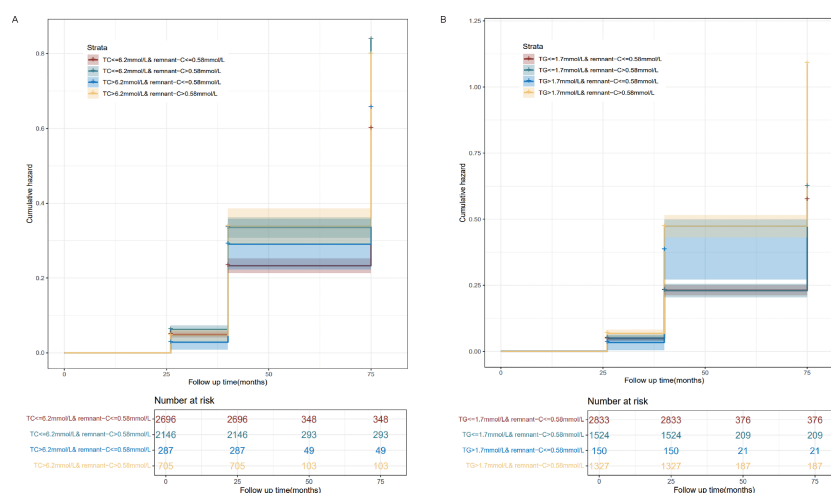 A
Strata
TC<=6.2mmol/L& remnant-C<=0.58mmol/L
TC<=6.2mmol/L& remnant-C>0.58mmol/L
TC>6.2mmol/L& remnant-C<=0.58mmol/L
TC>6.2mmol/L& remnant-C>0.58mmol/L
Cumulative hazard
0.8
0.6
0.4
0.2
0.0
0 25 50 75
Follow up time(months)
Number at risk
TC<=6.2mmol/L& remnant-C<=0.58mmol/L 2696 2696 348 348
TC<=6.2mmol/L& remnant-C>0.58mmol/L 2146 2146 293 293
TC>6.2mmol/L& remnant-C<=0.58mmol/L 287 287 49 49
TC>6.2mmol/L& remnant-C>0.58mmol/L 705 705 103 103
0 25 50 75
Follow up time(months)
B
Strata
TG<=1.7mmol/L& remnant-C<=0.58mmol/L
TG<=1.7mmol/L& remnant-C>0.58mmol/L
TG>1.7mmol/L& remnant-C<=0.58mmol/L
TG>1.7mmol/L& remnant-C>0.58mmol/L
Cumulative hazard
1.25
1.00
0.75
0.50
0.25
0.00
0 25 50 75
Follow up time(months)
Number at risk
TG<=1.7mmol/L& remnant-C<=0.58mmol/L 2833 2833 376 376
TG<=1.7mmol/L& remnant-C>0.58mmol/L 1524 1524 209 209
TG>1.7mmol/L& remnant-C<=0.58mmol/L 150 150 21 21
TG>1.7mmol/L& remnant-C>0.58mmol/L 1327 1327 187 187
0 25 50 75
Follow up time(months)